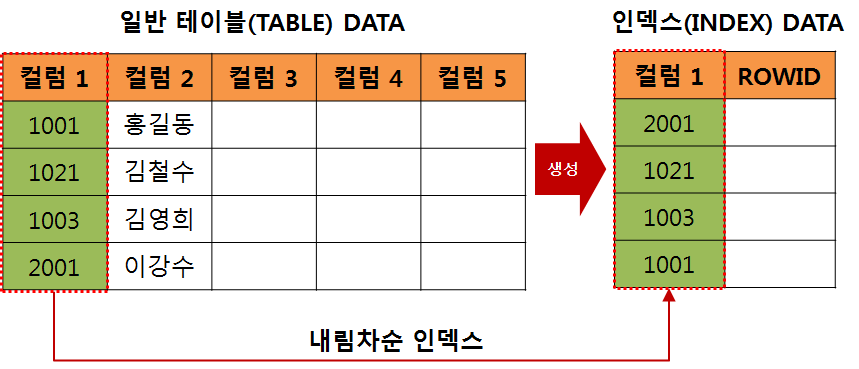 일반 테이블(TABLE) DATA
인덱스(INDEX) DATA
컬럼 1 컬럼 2 컬럼 3 컬럼 4 컬럼 5
1001 홍길동
1021 김철수
1003 김영희
2001 이강수
생성
컬럼 1 ROWID
2001
1021
1003
1001
내림차순 인덱스